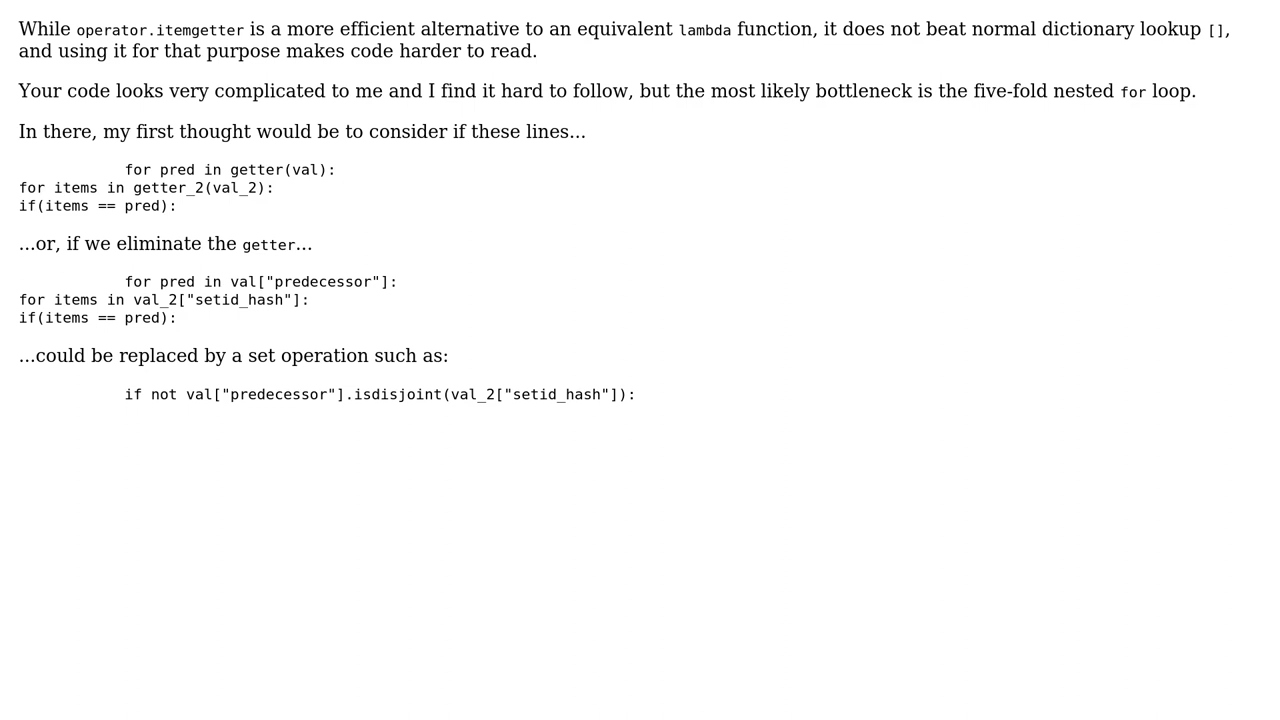 While operator.itemgetter is a more efficient alternative to an equivalent lambda function, it does not beat normal dictionary lookup [],
and using it for that purpose makes code harder to read.
Your code looks very complicated to me and I find it hard to follow, but the most likely bottleneck is the five-fold nested for loop.
In there, my first thought would be to consider if these lines...
            for pred in getter(val):
for items in getter_2(val_2):
if(items == pred):
...or, if we eliminate the getter...
            for pred in val["predecessor"]:
for items in val_2["setid_hash"]:
if(items == pred):
...could be replaced by a set operation such as:
            if not val["predecessor"].isdisjoint(val_2["setid_hash"]):